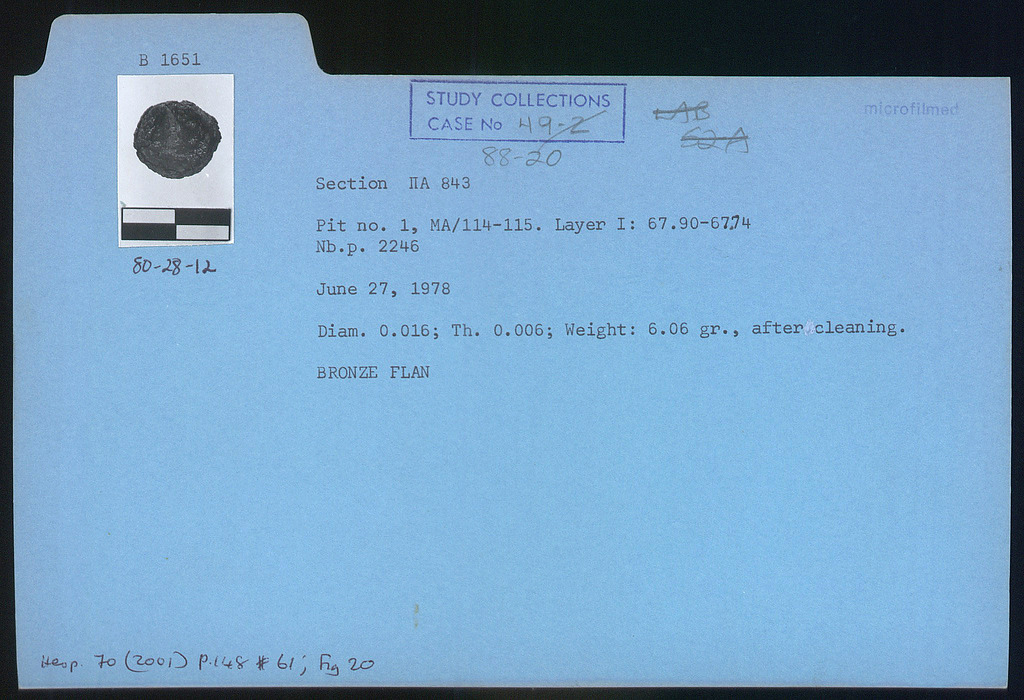 B 1651
STUDY COLLECTIONS
CASE No 49-2
88-20
LAB
62A
microfilmed
80-28-12
Section ΠA 843
Pit no. 1, MA/114-115. Layer I: 67.90-67.74
Nb.p. 2246
June 27, 1978
Diam. 0.016; Th. 0.006; Weight: 6.06 gr., after cleaning.
BRONZE FLAN
Hesp. 70 (2001) P.148 # 61; Fig 20